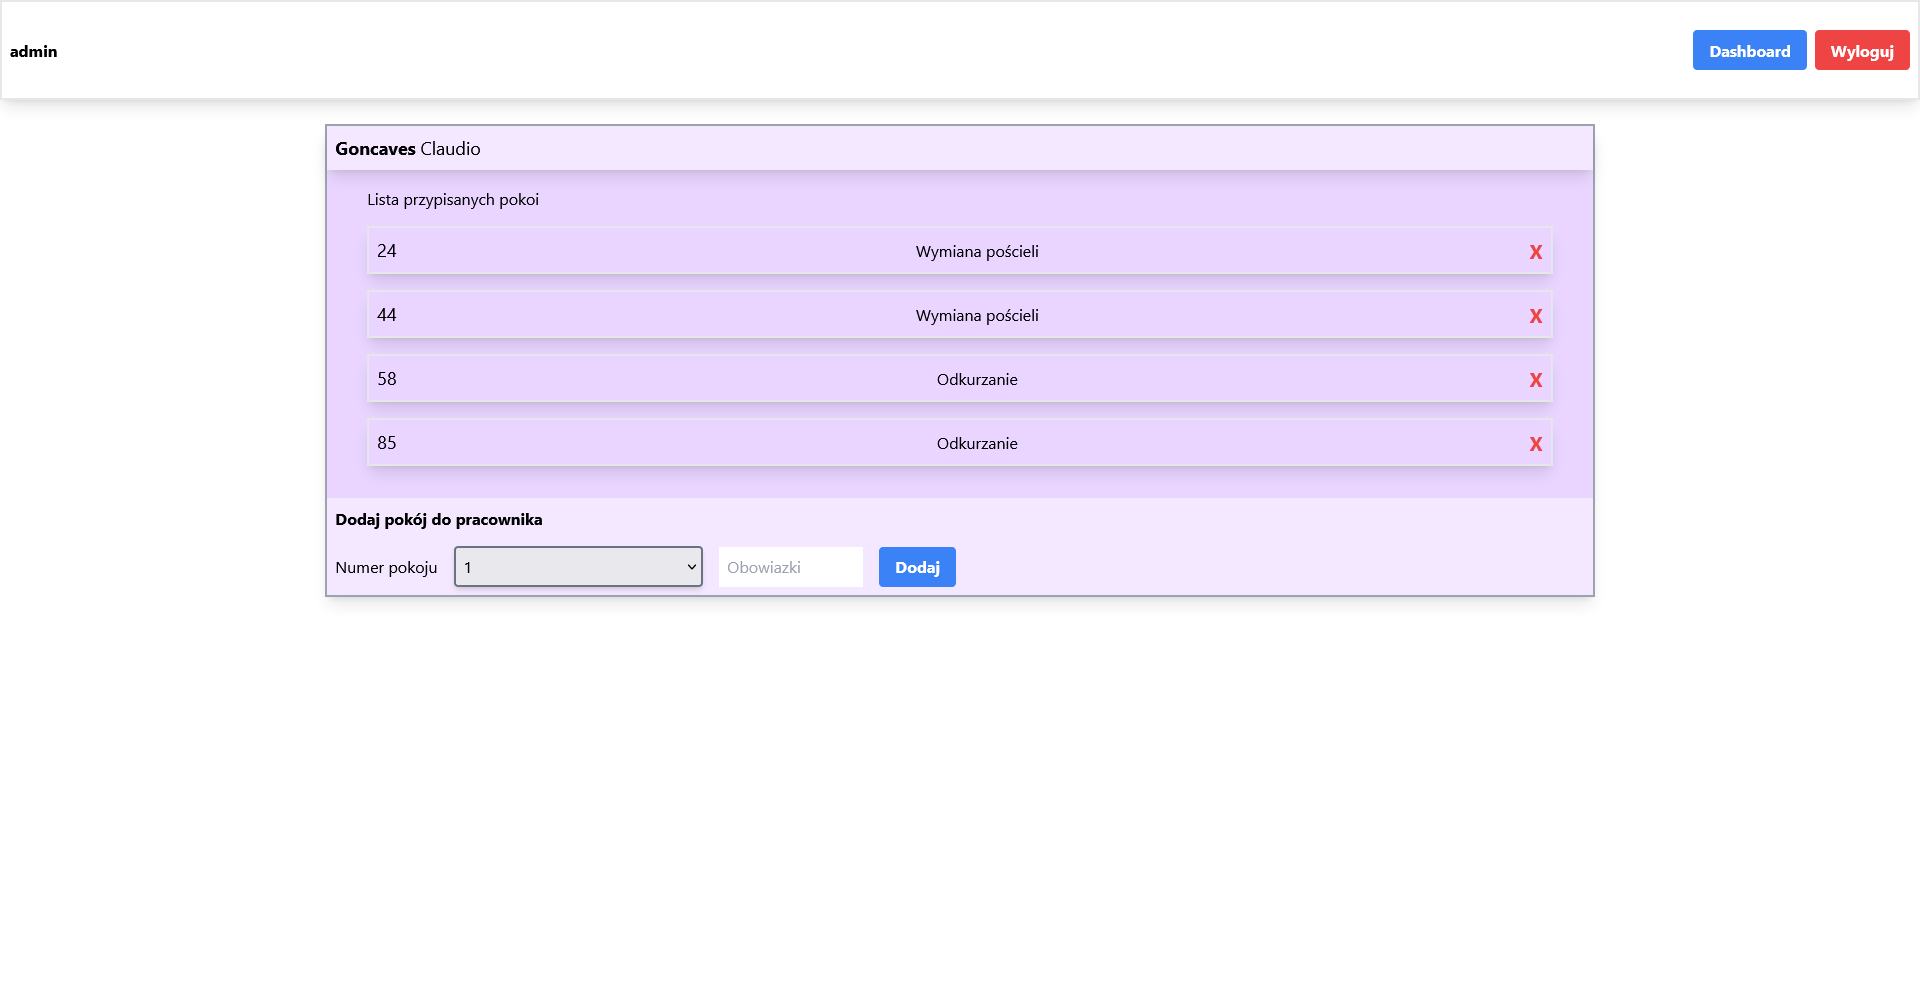 admin
Dashboard
Wyloguj
Goncaves Claudio
Lista przypisanych pokoi
24 Wymiana pościeli X
44 Wymiana pościeli X
58 Odkurzanie X
85 Odkurzanie X
Dodaj pokój do pracownika
Numer pokoju 1 Obowiazki Dodaj